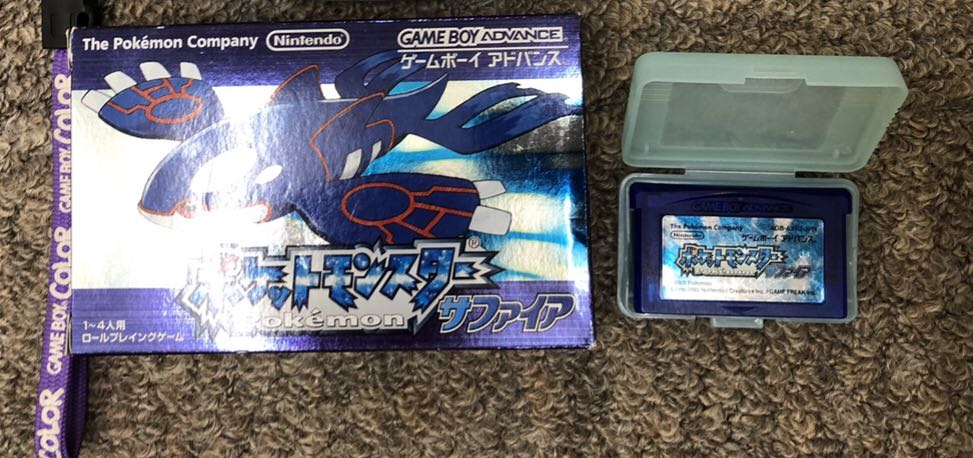 The Pokémon Company Nintendo GAME BOY ADVANCE
ゲームボーイ アドバンス
ポケットモンスター®
Pokémon サファイア
1~4人用
ロールプレイングゲーム
GAME BOY COLOR
GAME BOY COLOR
COLOR
GAME BOY ADVANCE
The Pokémon Company
Nintendo ゲームボーイ アドバンス
ポケットモンスター
Pokémon サファイア